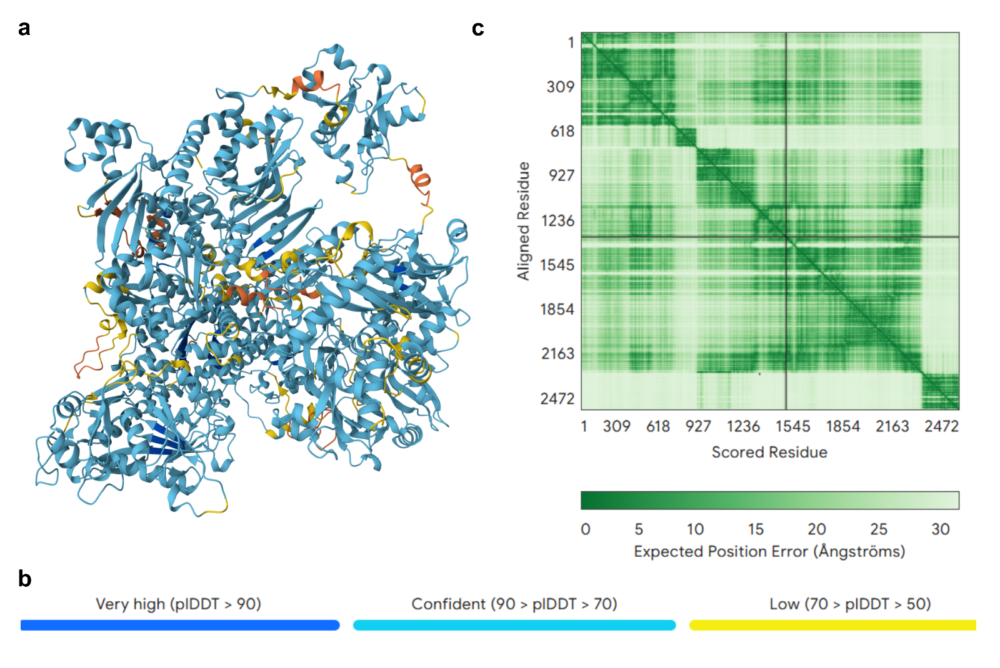 a
c
1
309
618
927
1236
1545
1854
2163
2472
Aligned Residue
1 309 618 927 1236 1545 1854 2163 2472
Scored Residue
0 5 10 15 20 25 30
Expected Position Error (Ångströms)
b
Very high (plDDT > 90) Confident (90 > plDDT > 70) Low (70 > plDDT > 50)